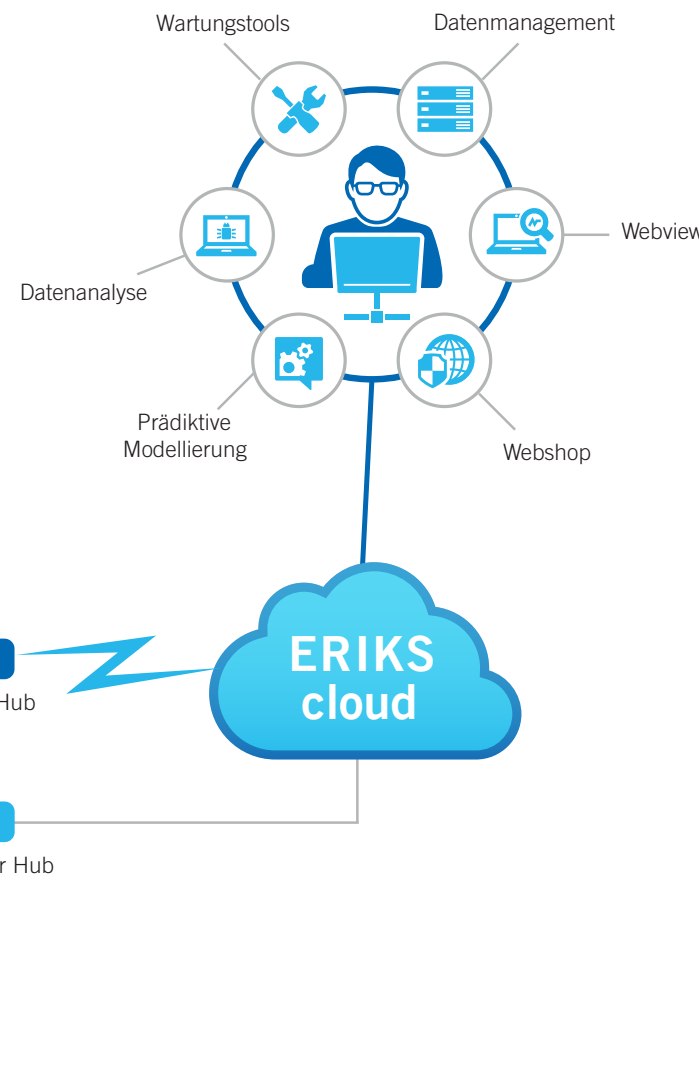 Wartungstools
Datenmanagement
Webview
Datenanalyse
Prädiktive
Modellierung
Webshop
ERIKS
cloud
Hub
r Hub